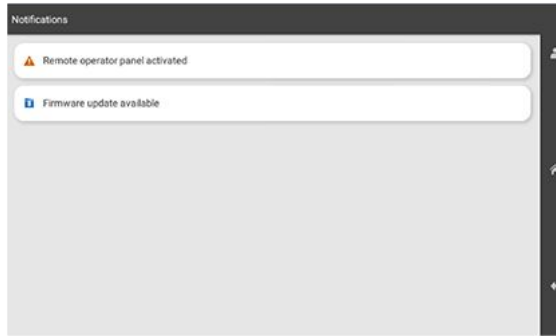 Notifications
Remote operator panel activated
Firmware update available